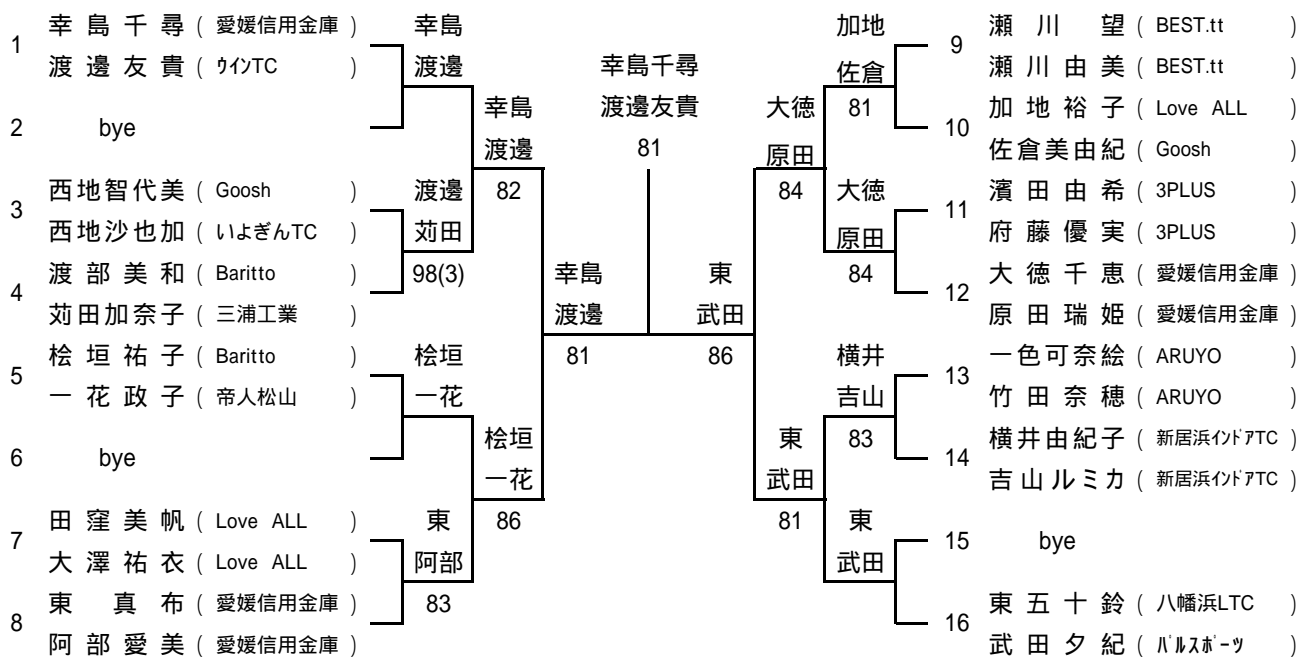 1 幸島千尋 ( 愛媛信用金庫 )
渡邊友貴 ( ウインTC )
2 bye
3 西地智代美 ( Goosh )
西地沙也加 ( いよぎんTC )
4 渡部美和 ( Baritto )
苅田加奈子 ( 三浦工業 )
5 桧垣祐子 ( Baritto )
一花政子 ( 帝人松山 )
6 bye
7 田窪美帆 ( Love ALL )
大澤祐衣 ( Love ALL )
8 東真布 ( 愛媛信用金庫 )
阿部愛美 ( 愛媛信用金庫 )
幸島
渡邊
渡邊
苅田
98(3)
桧垣
一花
東
阿部
83
幸島
渡邊
82
桧垣
一花
86
幸島
渡邊
81
幸島千尋
渡邊友貴
81
東
武田
86
大徳
原田
84
東
武田
81
加地
佐倉
81
大徳
原田
84
横井
吉山
83
東
武田
9 瀬川望 ( BEST.tt )
瀬川由美 ( BEST.tt )
10 加地裕子 ( Love ALL )
佐倉美由紀 ( Goosh )
11 濱田由希 ( 3PLUS )
府藤優実 ( 3PLUS )
12 大徳千恵 ( 愛媛信用金庫 )
原田瑞姫 ( 愛媛信用金庫 )
13 一色可奈絵 ( ARUYO )
竹田奈穂 ( ARUYO )
14 横井由紀子 ( 新居浜インドアTC )
吉山ルミカ ( 新居浜インドアTC )
15 bye
16 東五十鈴 ( 八幡浜LTC )
武田夕紀 ( パルスポーツ )